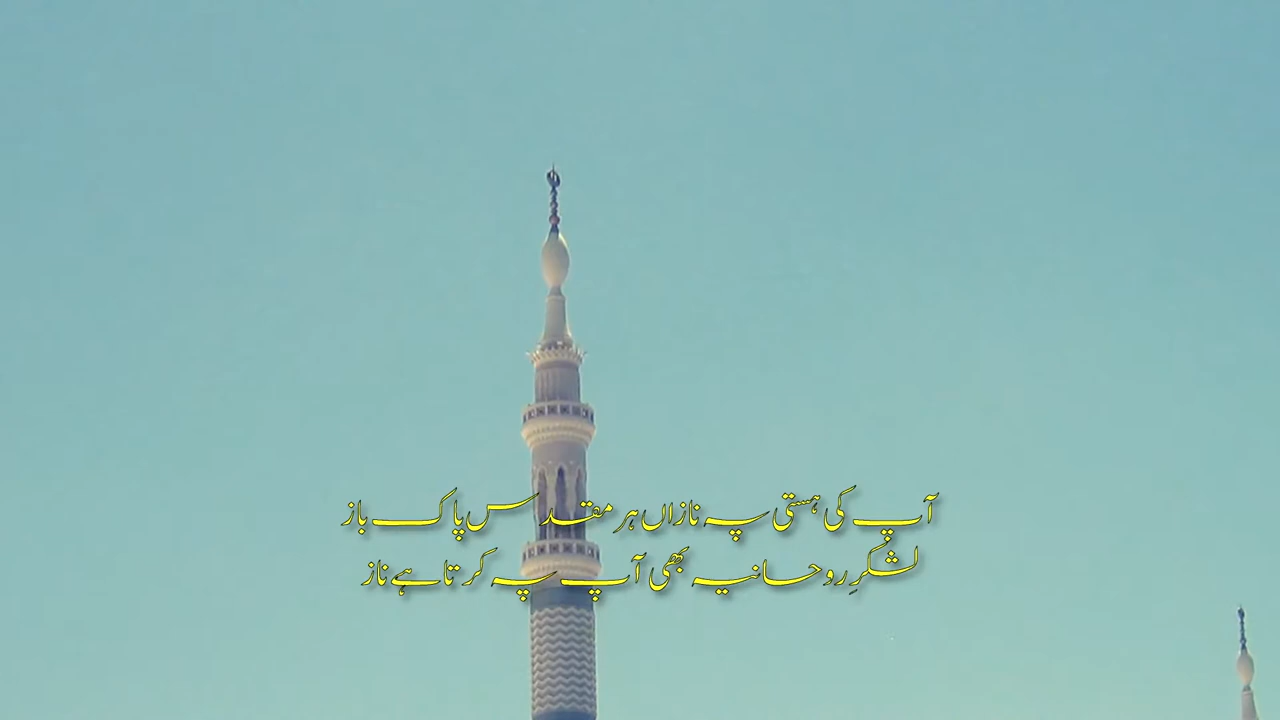 آپ کی ہستی پہ نازاں ہر مقدس پاک باز
لشکرِ روحانیہ بھی آپ پہ کرتا ہے ناز